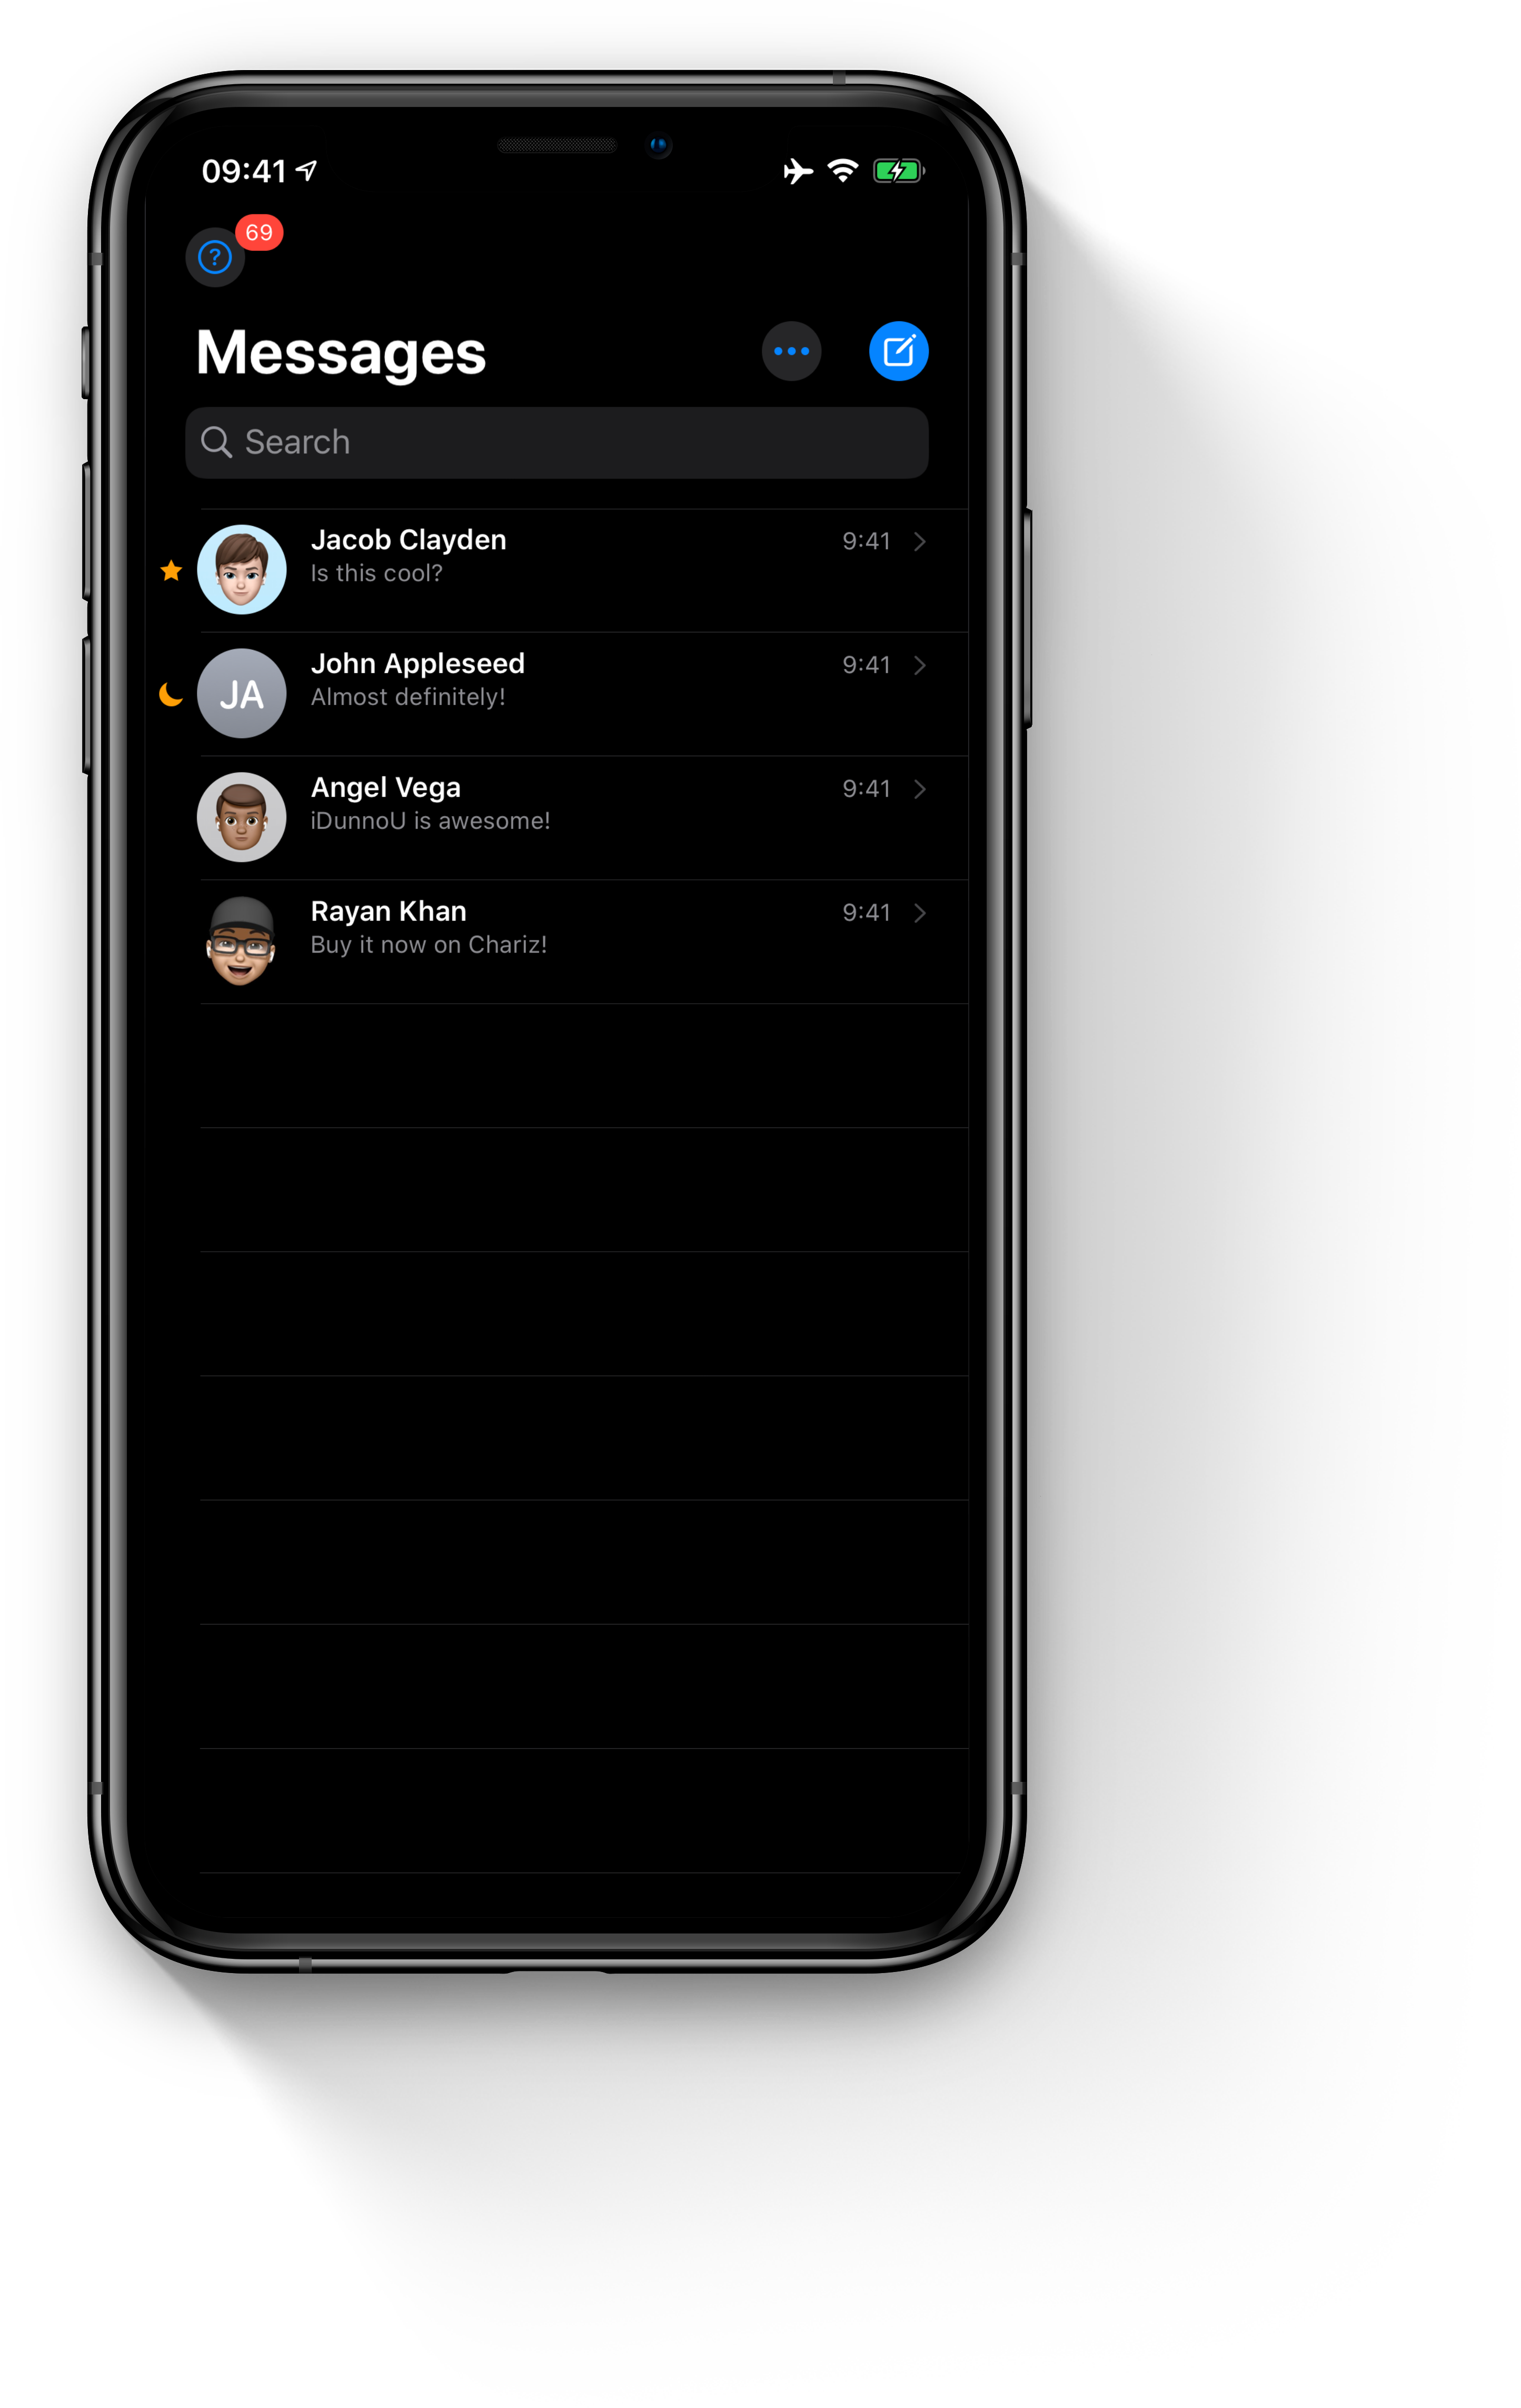 09:41
69
?
Messages
Search
Jacob Clayden 9:41
Is this cool?
JA
John Appleseed 9:41
Almost definitely!
Angel Vega 9:41
iDunnoU is awesome!
Rayan Khan 9:41
Buy it now on Chariz!